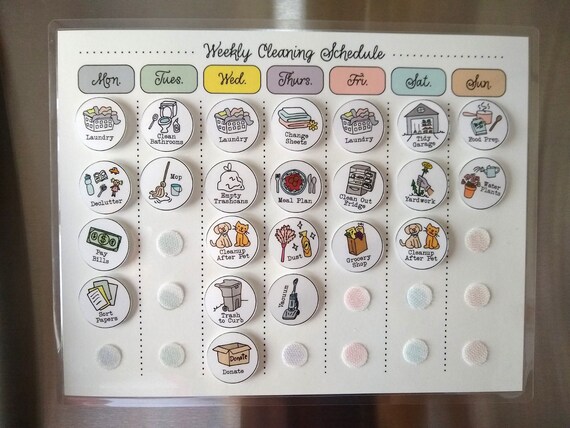 Weekly Cleaning Schedule
Mon. Tues. Wed. Thurs. Fri. Sat. Sun.
Laundry
Clean
Bathrooms
Laundry
Change
Sheets
Laundry
Tidy
Garage
Food Prep.
Declutter
Mop
Empty
Trashcans
Meal Plan
Clean Out
Fridge
Yardwork
Water
Plants
Pay
Bills
Cleanup
After Pet
Dust
Grocery
Shop
Cleanup
After Pet
Sort
Papers
Trash
to Curb
Vacuum
Donate
Donate